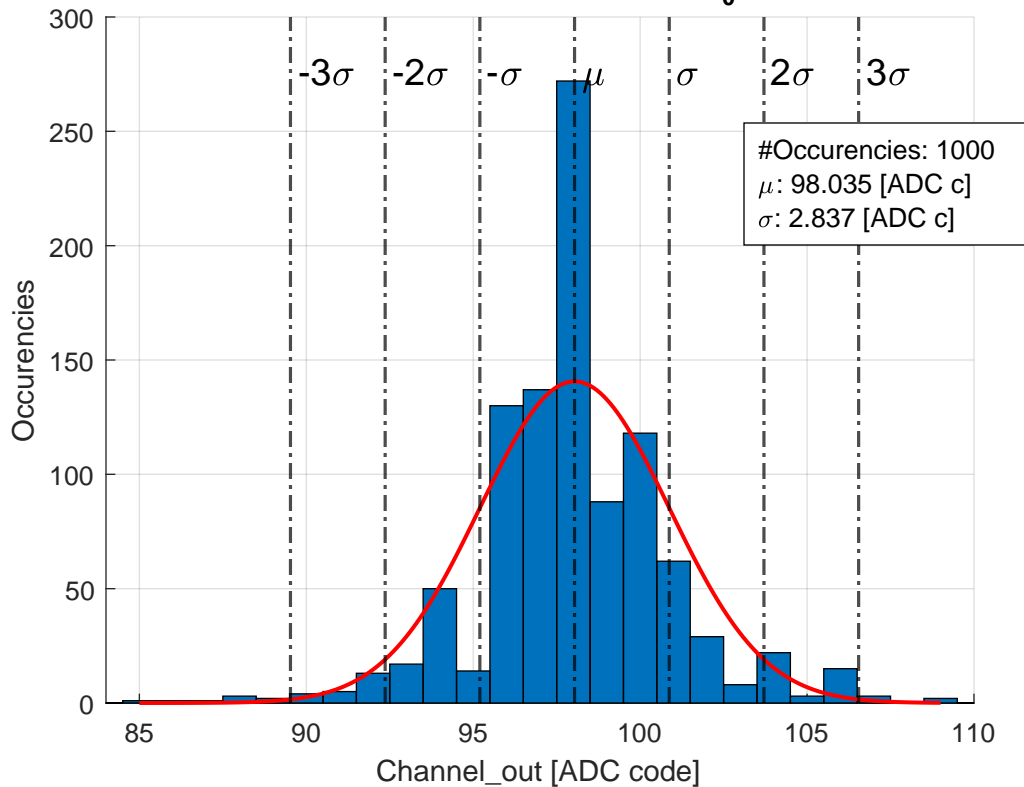 300
-3σ -2σ -σ μ σ 2σ 3σ
250
#Occurencies: 1000
μ: 98.035 [ADC c]
σ: 2.837 [ADC c]
200
150
100
50
0
Occurencies
85 90 95 100 105 110
Channel_out [ADC code]